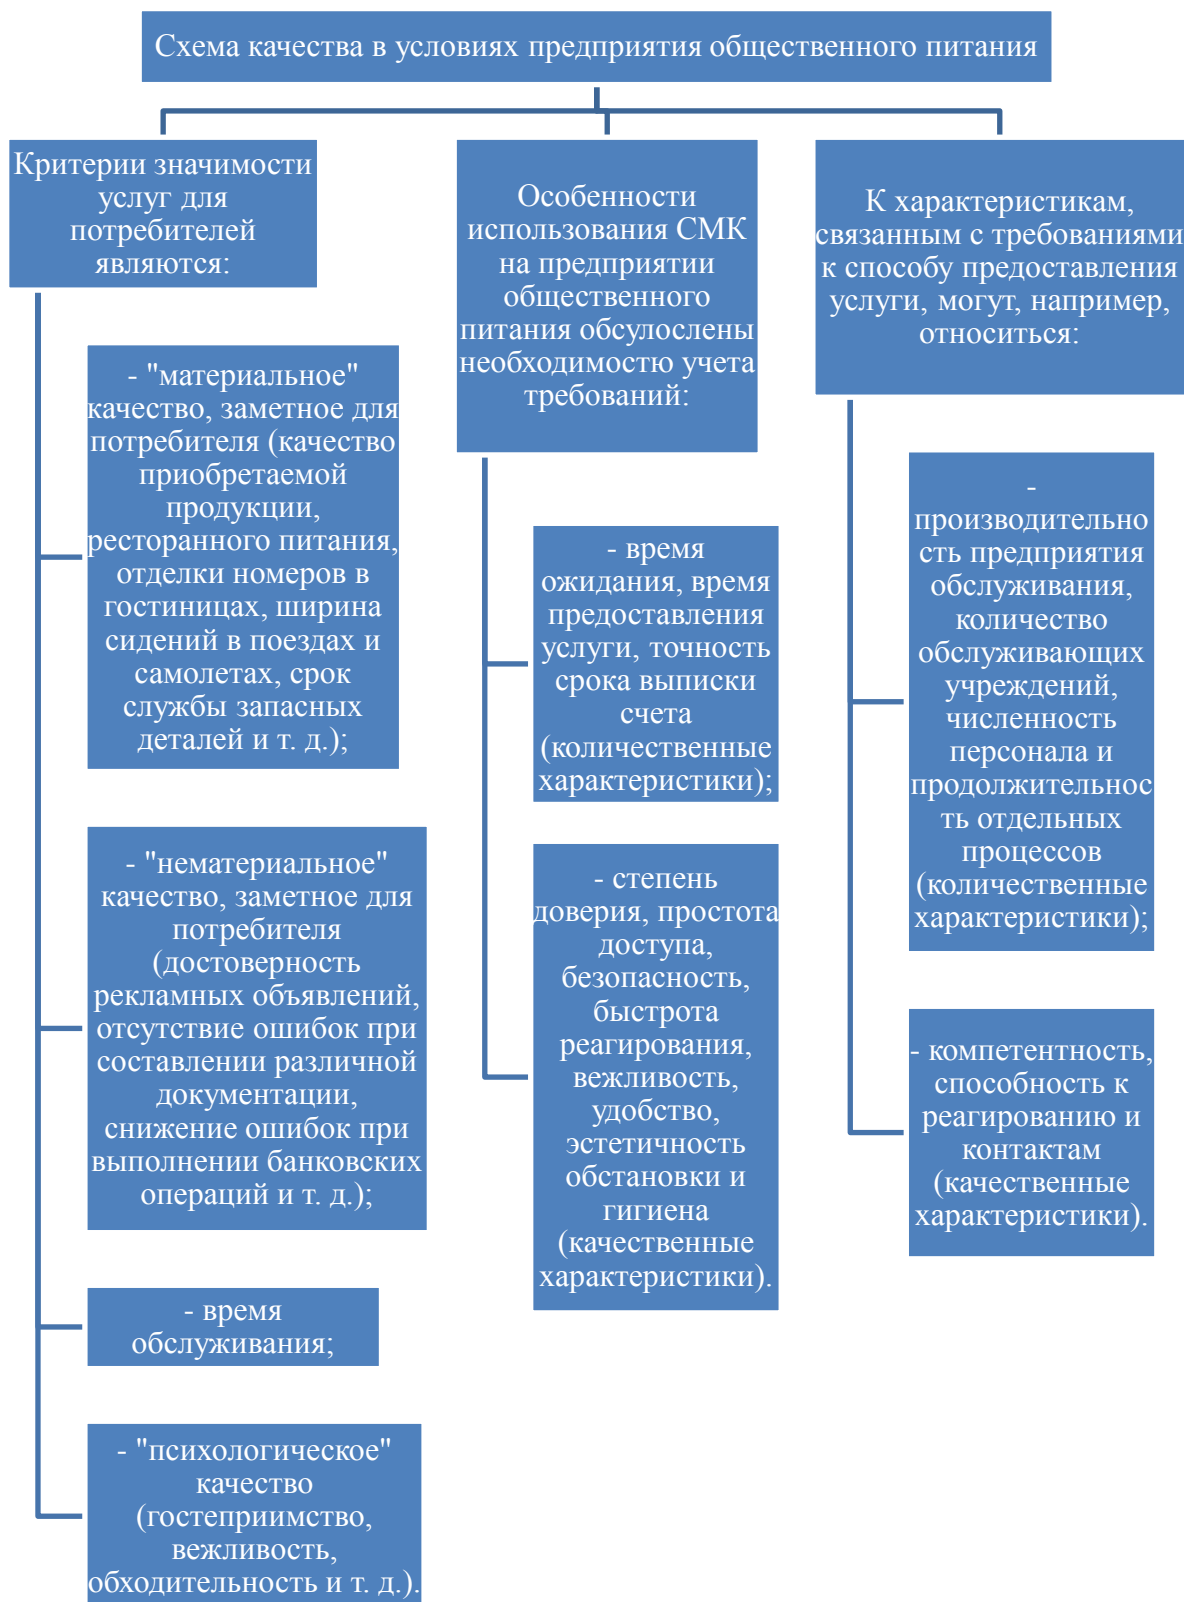 Схема качества в условиях предприятия общественного питания
Критерии значимости
услуг для
потребителей
являются:
- "материальное"
качество, заметное для
потребителя (качество
приобретаемой
продукции,
ресторанного питания,
отделки номеров в
гостиницах, ширина
сидений в поездах и
самолетах, срок
службы запасных
деталей и т. д.);
- "нематериальное"
качество, заметное для
потребителя
(достоверность
рекламных объявлений,
отсутствие ошибок при
составлении различной
документации,
снижение ошибок при
выполнении банковских
операций и т. д.);
- время
обслуживания;
- "психологическое"
качество
(гостеприимство,
вежливость,
обходительность и т. д.).
Особенности
использования СМК
на предприятии
общественного
питания обсулослены
необходимостью учета
требований:
- время
ожидания, время
предоставления
услуги, точность
срока выписки
счета
(количественные
характеристики);
- степень
доверия, простота
доступа,
безопасность,
быстрота
реагирования,
вежливость,
удобство,
эстетичность
обстановки и
гигиена
(качественные
характеристики).
К характеристикам,
связанным с требованиями
к способу предоставления
услуги, могут, например,
относиться:
-
производительно
сть предприятия
обслуживания,
количество
обслуживающих
учреждений,
численность
персонала и
продолжительнос
ть отдельных
процессов
(количественные
характеристики);
- компетентность,
способность к
реагированию и
контактам
(качественные
характеристики).